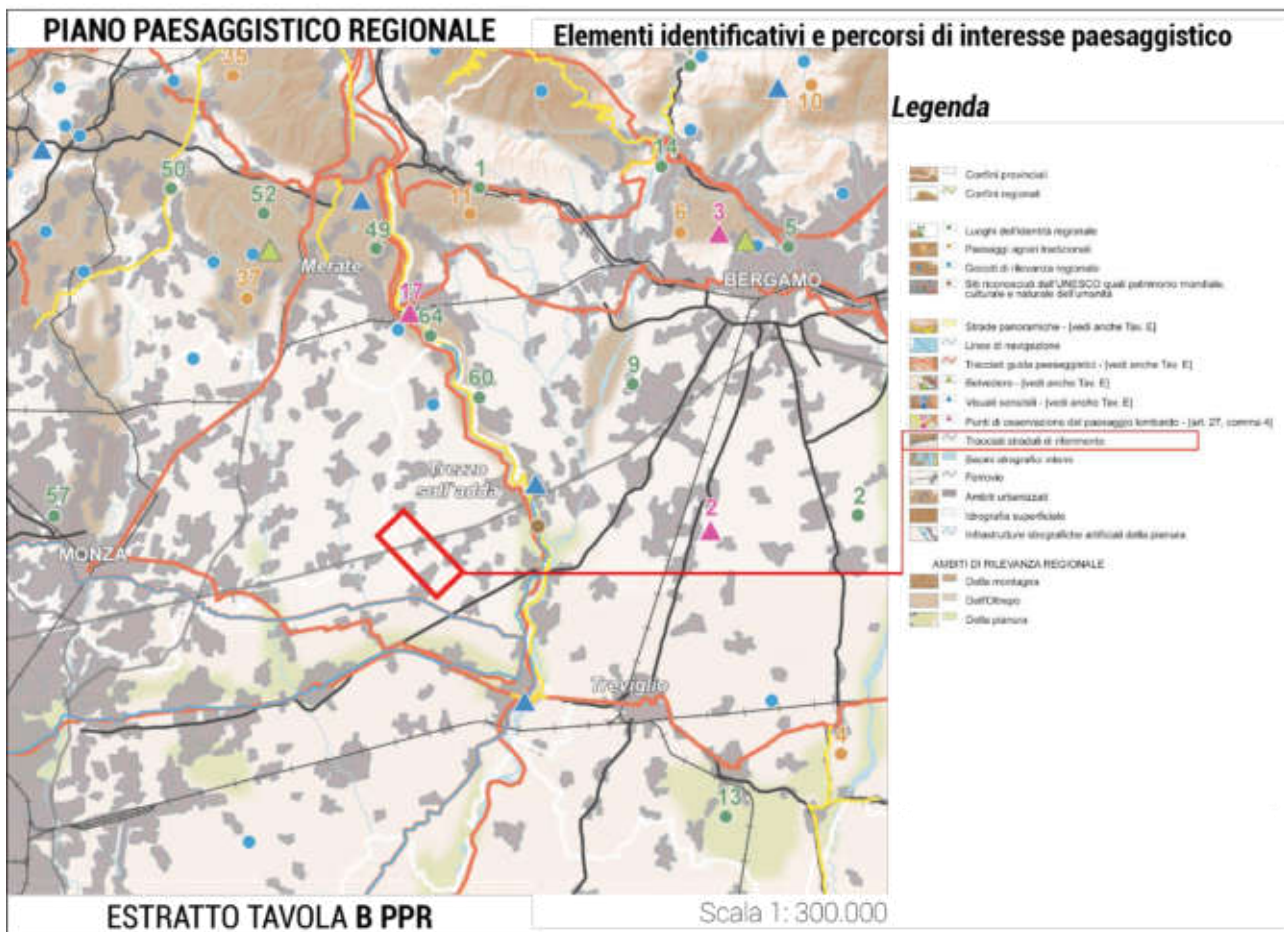 PIANO PAESAGGISTICO REGIONALE
Elementi identificativi e percorsi di interesse paesaggistico
35
10
14
50
1
52
11
6
3
5
49
Merate
BERGAMO
37
17
64
9
60
Trezzo
sull'adda
57
2
2
MONZA
Treviglio
4
13
Legenda
Confini provinciali
Confini regionali
Luoghi dell'identità regionale
Paesaggi agrari tradizionali
Geositi di rilevanza regionale
Siti riconosciuti dall'UNESCO quali patrimonio mondiale,
culturale e naturale dell'umanità
Strade panoramiche - [vedi anche Tav. E]
Linee di navigazione
Tracciati guida paesaggistici - [vedi anche Tav. E]
Belvedere - [vedi anche Tav. E]
Visuali sensibili - [vedi anche Tav. E]
Punti di osservazione del paesaggio lombardo - [art. 27, comma 4]
Tracciati stradali di riferimento
Bacini idrografici interni
Ferrovie
Ambiti urbanizzati
Idrografia superficiale
Infrastrutture idrografiche artificiali della pianura
AMBITI DI RILEVANZA REGIONALE
Della montagna
Dell'Oltrepo
Della pianura
ESTRATTO TAVOLA B PPR
Scala 1: 300.000